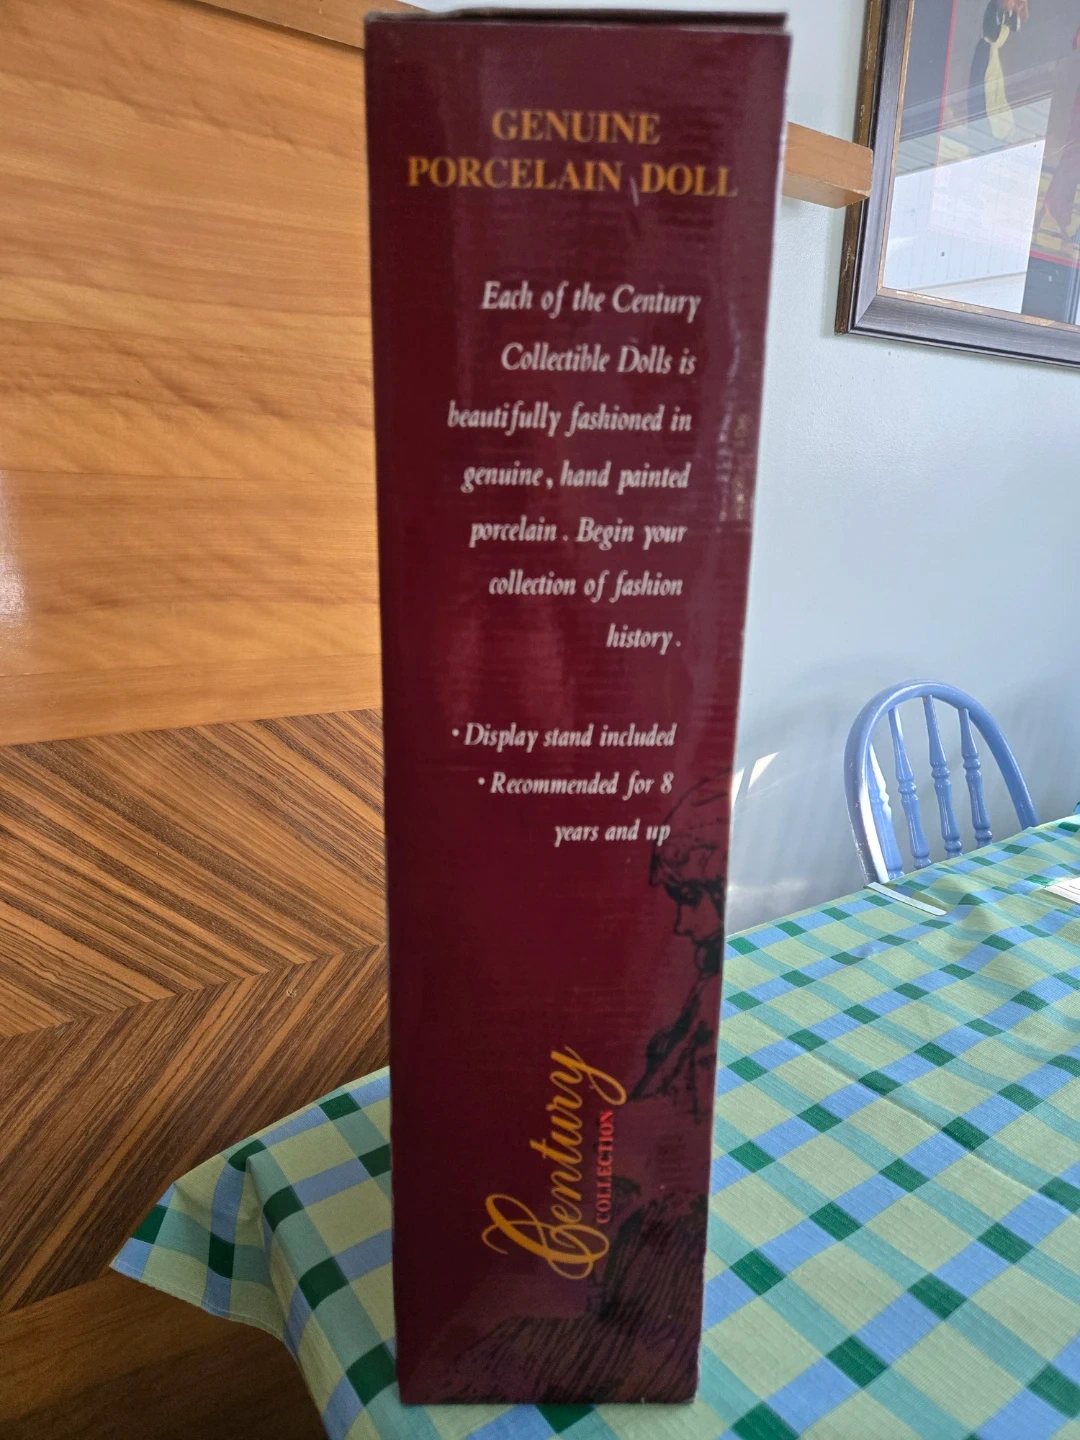 GENUINE
PORCELAIN DOLL
Each of the Century
Collectible Dolls is
beautifully fashioned in
genuine, hand painted
porcelain. Begin your
collection of fashion
history.
• Display stand included
• Recommended for 8
years and up
Century
COLLECTION